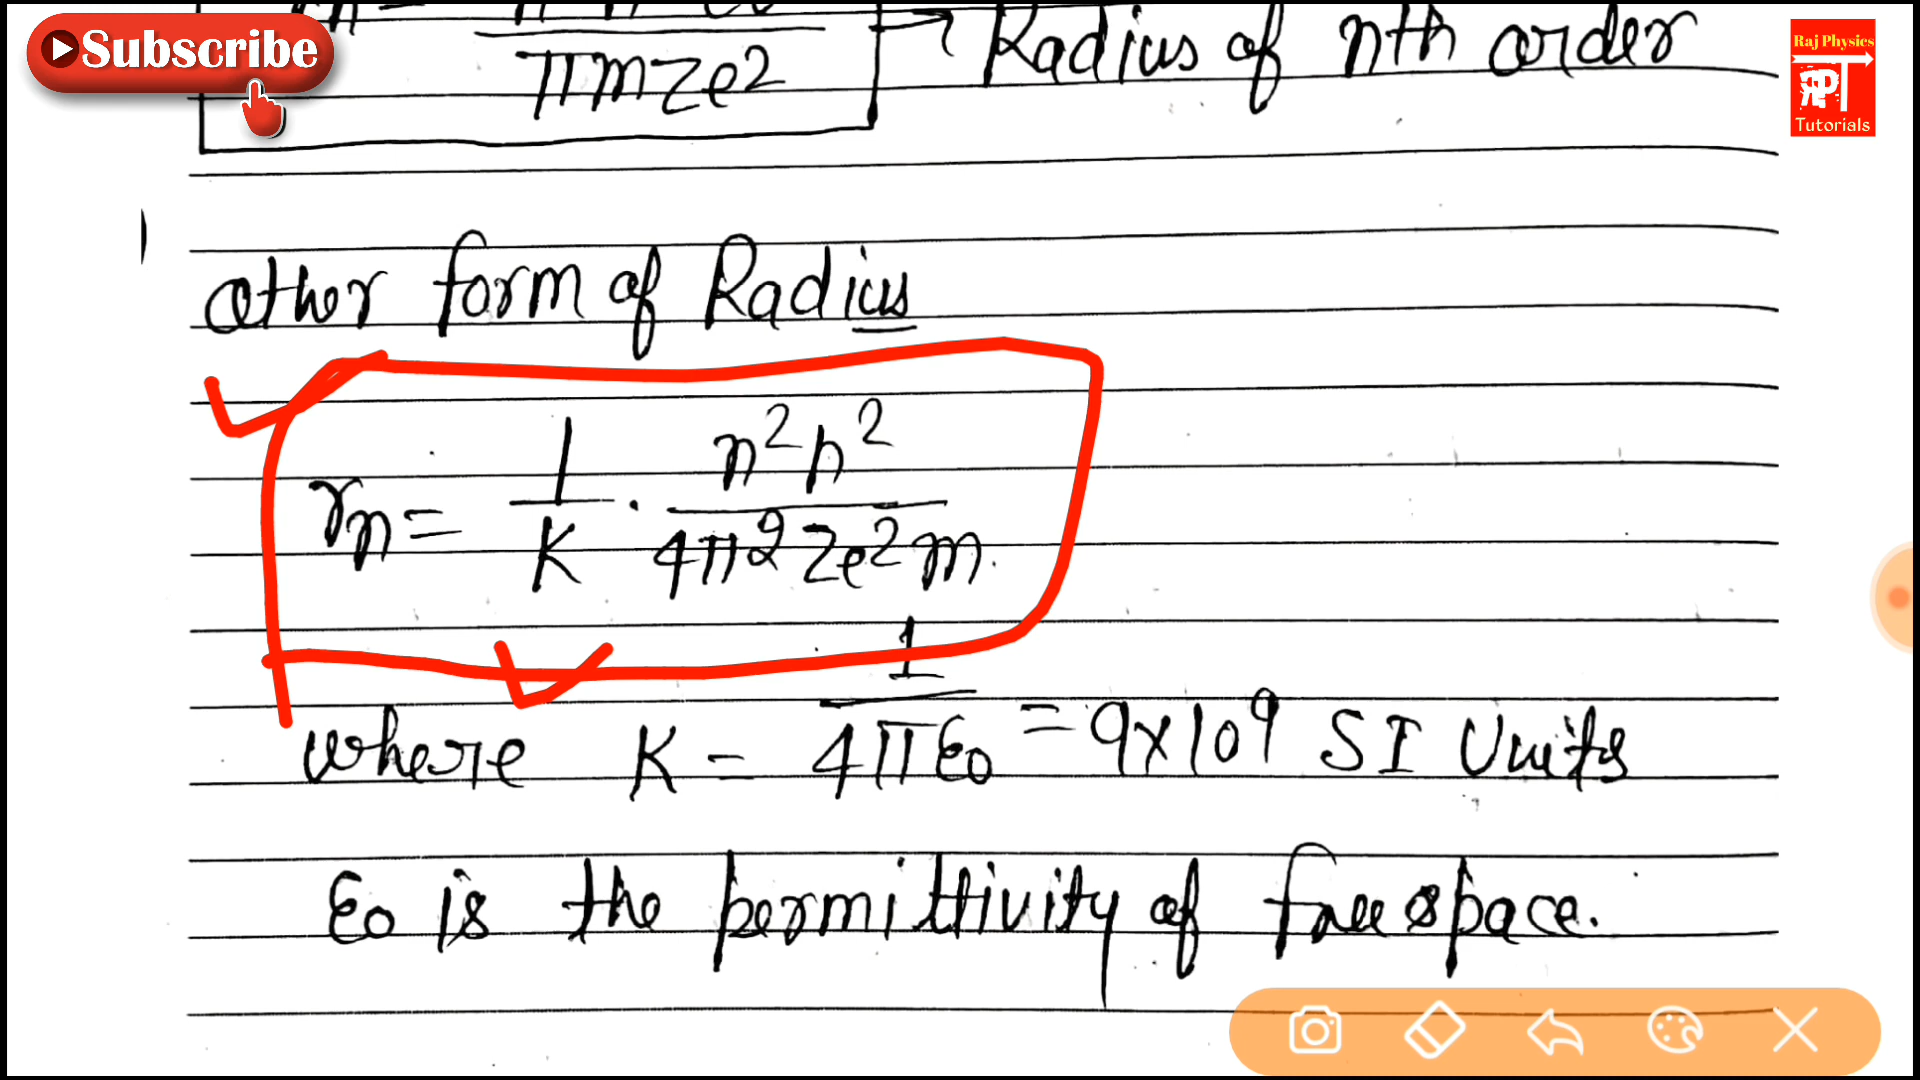 Subscribe
πmze²
→ Radius of nth order
Raj Physics
RPT
Tutorials
other form of Radius
rn = 1/K · n²h²/4π²Ze²m
where K = 1/4πϵ0 = 9×10⁹ SI Units
ϵ0 is the permittivity of free space.